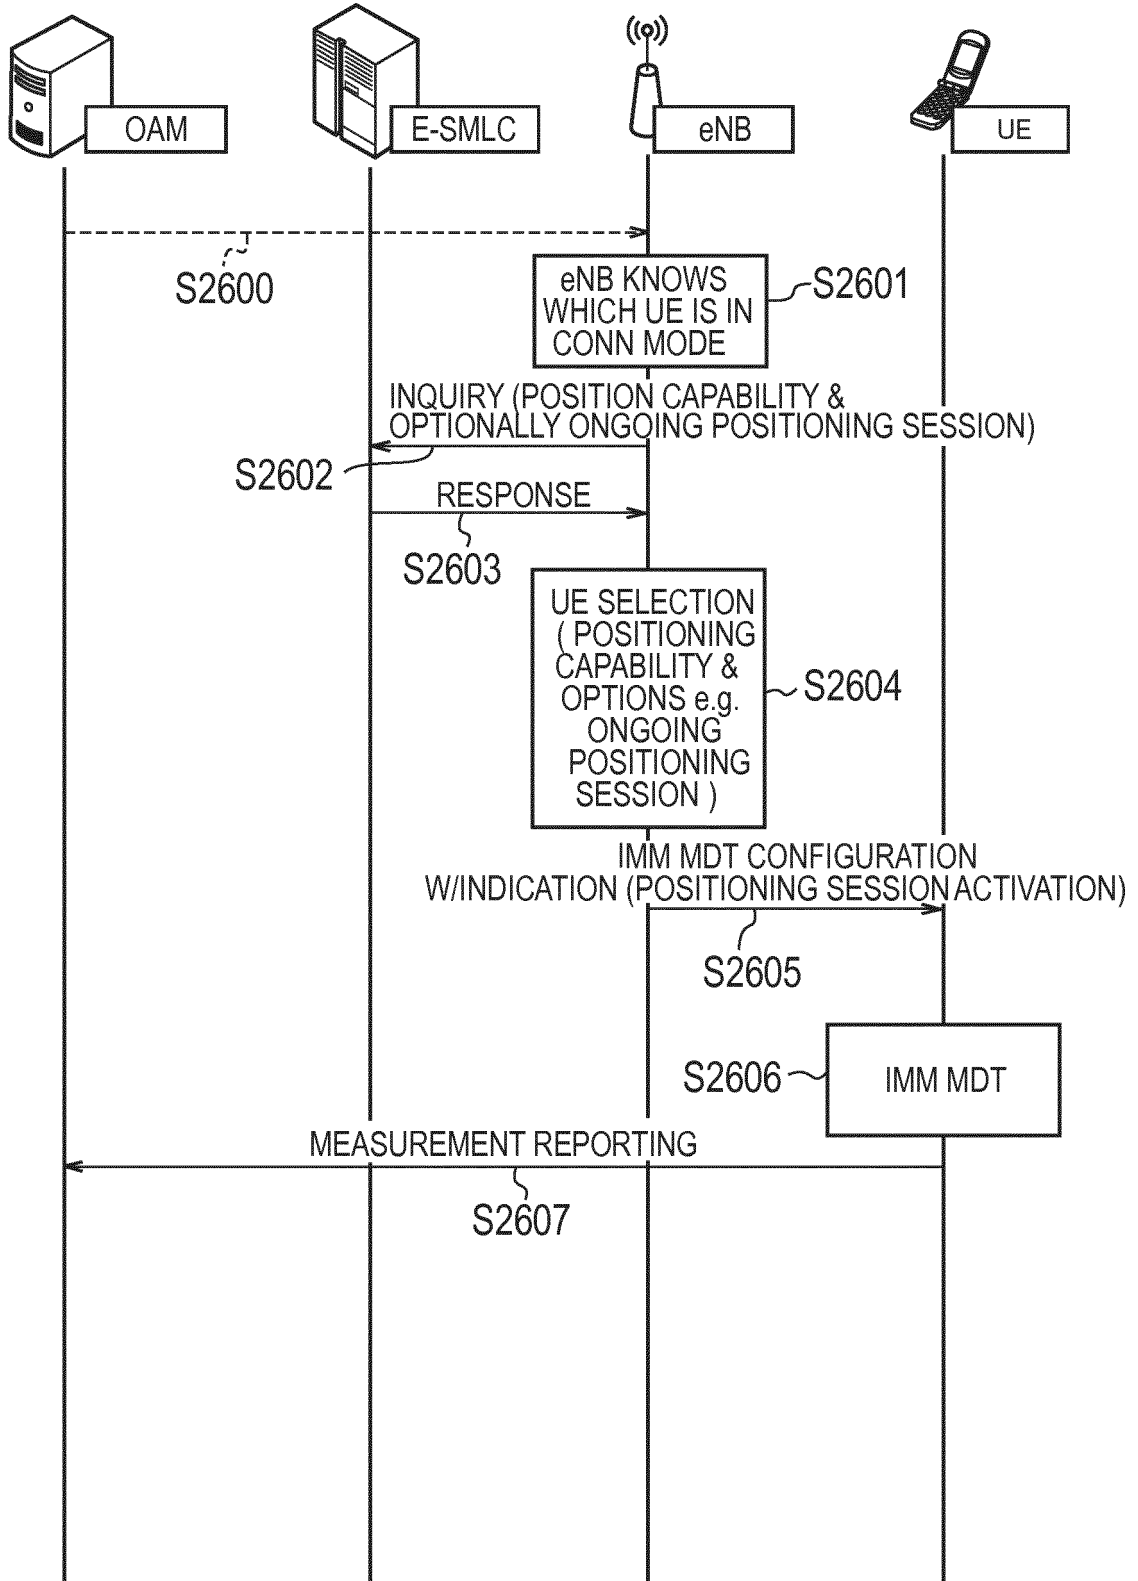 OAM
E-SMLC
eNB
UE
S2600
eNB KNOWS
WHICH UE IS IN
CONN MODE
S2601
INQUIRY (POSITION CAPABILITY &
OPTIONALLY ONGOING POSITIONING SESSION)
S2602
RESPONSE
S2603
UE SELECTION
( POSITIONING
CAPABILITY &
OPTIONS e.g.
ONGOING
POSITIONING
SESSION )
S2604
IMM MDT CONFIGURATION
W/INDICATION (POSITIONING SESSION ACTIVATION)
S2605
S2606
IMM MDT
MEASUREMENT REPORTING
S2607